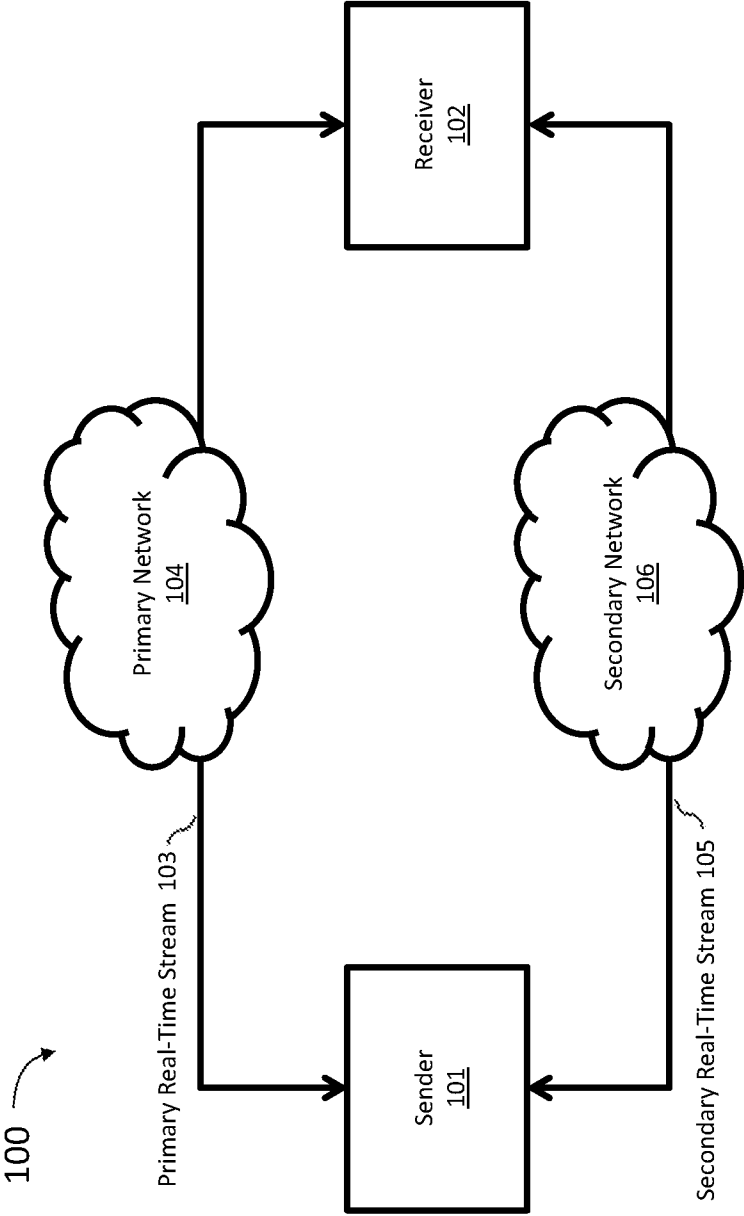 100
Primary Real-Time Stream 103
Primary Network
104
Sender
101
Receiver
102
Secondary Real-Time Stream 105
Secondary Network
106